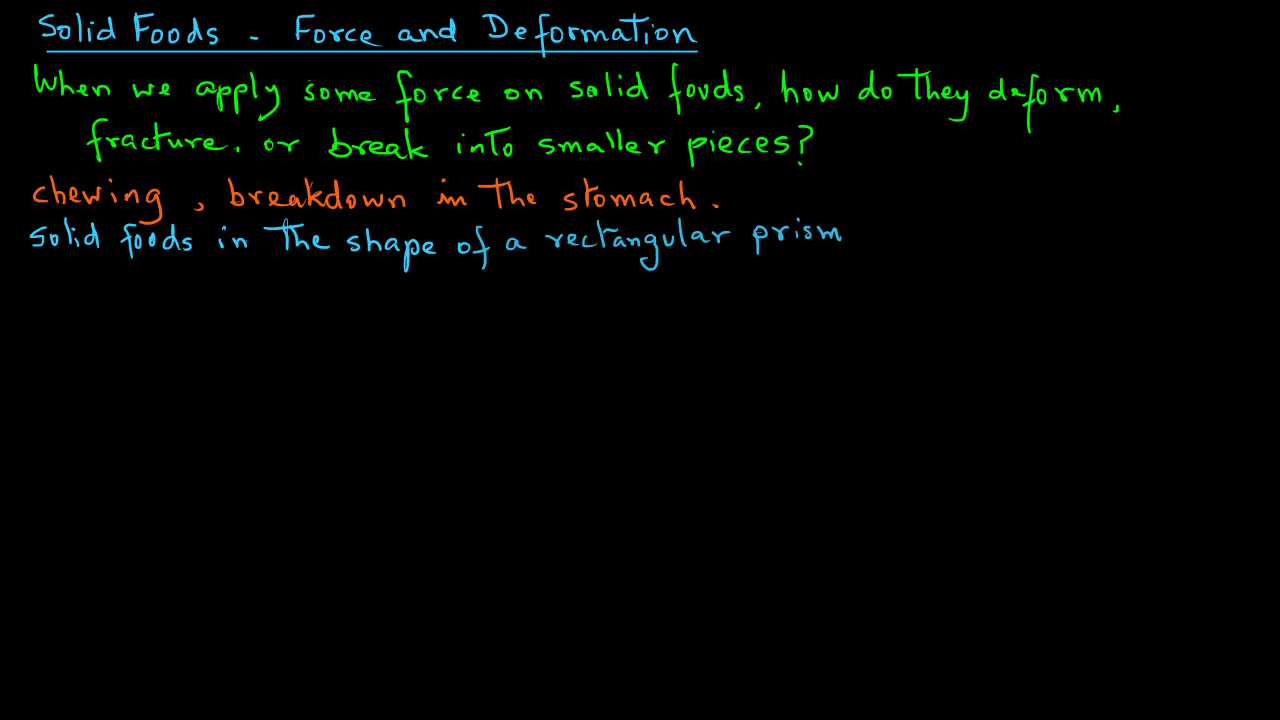 Solid Foods - Force and Deformation
When we apply some force on solid foods, how do they deform,
fracture, or break into smaller pieces?
Chewing, breakdown in the stomach.
Solid foods in the shape of a rectangular prism